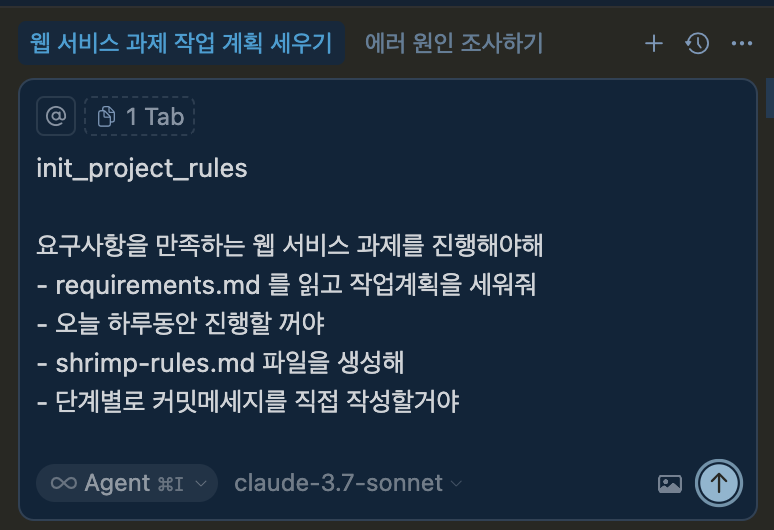 웹 서비스 과제 작업 계획 세우기 에러 원인 조사하기
@ 1 Tab
init_project_rules
요구사항을 만족하는 웹 서비스 과제를 진행해야해
- requirements.md 를 읽고 작업계획을 세워줘
- 오늘 하루동안 진행할 꺼야
- shrimp-rules.md 파일을 생성해
- 단계별로 커밋메세지를 직접 작성할거야
Agent ⌘I claude-3.7-sonnet